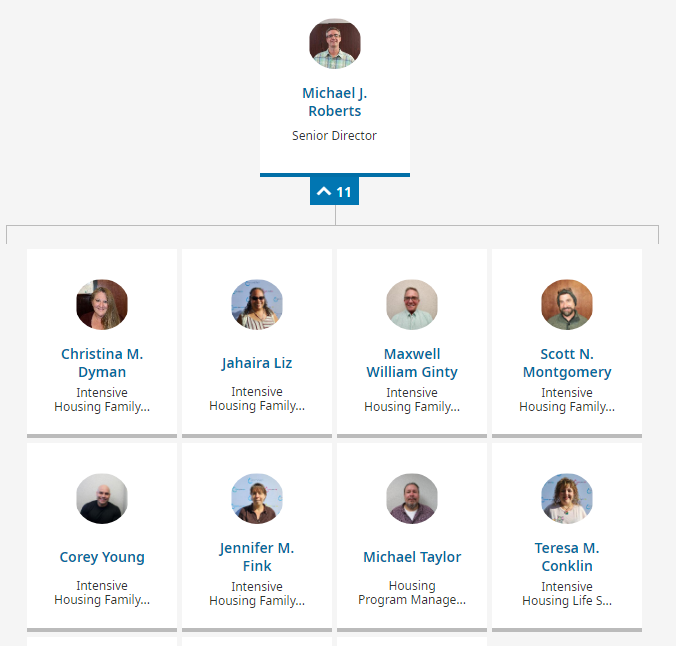 Michael J.
Roberts
Senior Director
11
Christina M.
Dyman
Intensive
Housing Family...
Jahaira Liz
Intensive
Housing Family...
Maxwell
William Ginty
Intensive
Housing Family...
Scott N.
Montgomery
Intensive
Housing Family...
Corey Young
Intensive
Housing Family...
Jennifer M.
Fink
Intensive
Housing Family...
Michael Taylor
Housing
Program Manage...
Teresa M.
Conklin
Intensive
Housing Life S...